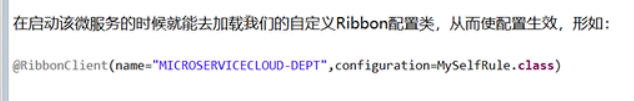 在启动该微服务的时候就能去加载我们的自定义Ribbon配置类，从而使配置生效，形如：
@RibbonClient(name="MICROSERVICECLOUD-DEPT",configuration=MySelfRule.class)